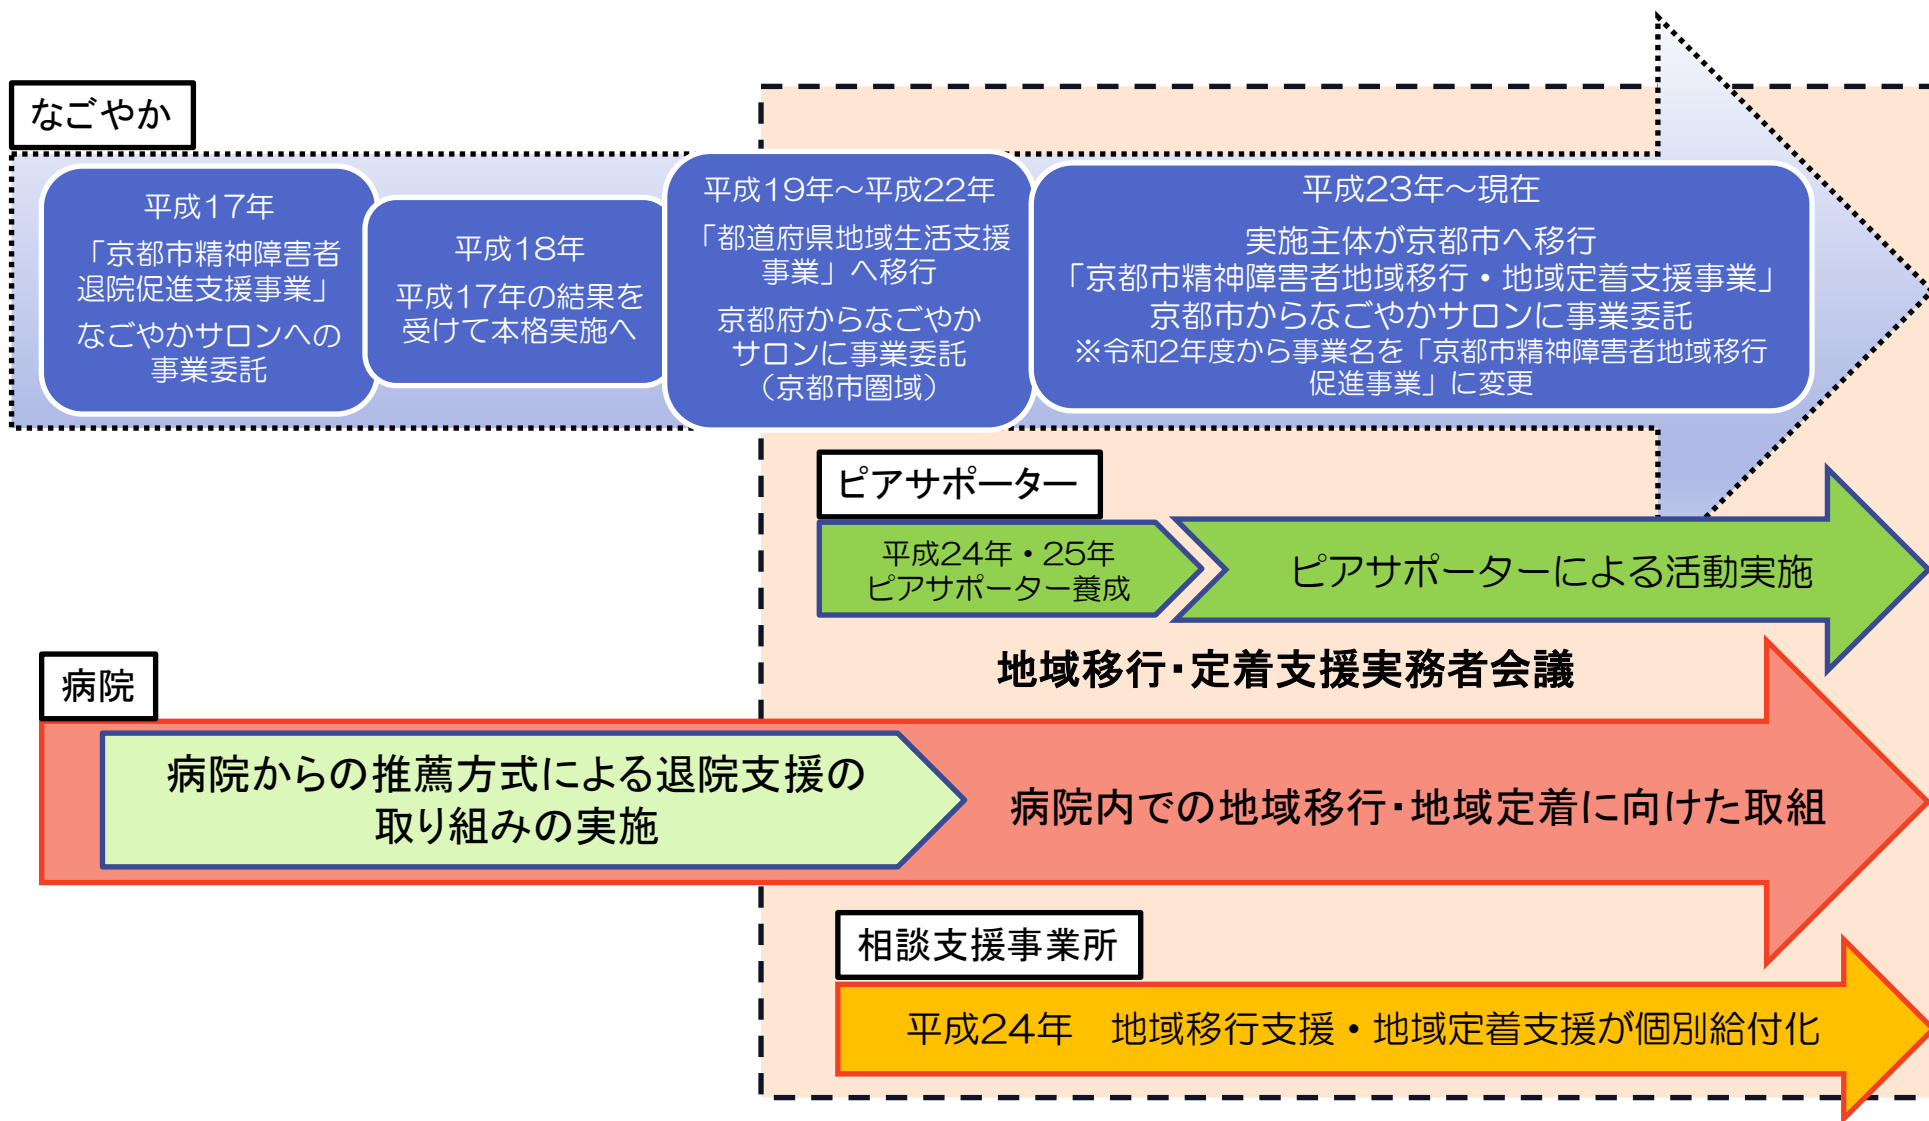 なごやか
平成17年
「京都市精神障害者
退院促進支援事業」
なごやかサロンへの
事業委託
平成18年
平成17年の結果を
受けて本格実施へ
平成19年～平成22年
「都道府県地域生活支援
事業」へ移行
京都府からなごやか
サロンに事業委託
（京都市圏域）
平成23年～現在
実施主体が京都市へ移行
「京都市精神障害者地域移行・地域定着支援事業」
京都市からなごやかサロンに事業委託
※令和2年度から事業名を「京都市精神障害者地域移行
促進事業」に変更
ピアサポーター
平成24年・25年
ピアサポーター養成
ピアサポーターによる活動実施
地域移行・定着支援実務者会議
病院
病院からの推薦方式による退院支援の
取り組みの実施
病院内での地域移行・地域定着に向けた取組
相談支援事業所
平成24年　地域移行支援・地域定着支援が個別給付化